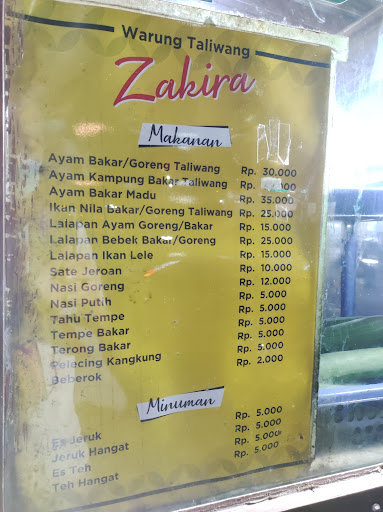 Warung Taliwang
Zakira
Makanan
Ayam Bakar/Goreng Taliwang Rp. 30.000
Ayam Kampung Bakar Taliwang Rp.
Ayam Bakar Madu Rp. 35.000
Ikan Nila Bakar/Goreng Taliwang Rp. 25.000
Lalapan Ayam Goreng/Bakar Rp. 15.000
Lalapan Bebek Bakar/Goreng Rp. 25.000
Lalapan Ikan Lele Rp. 15.000
Sate Jeroan Rp. 10.000
Nasi Goreng Rp. 12.000
Nasi Putih Rp. 5.000
Tahu Tempe Rp. 5.000
Tempe Bakar Rp. 5.000
Terong Bakar Rp. 5.000
Pelecing Kangkung Rp. 5.000
Beberok Rp. 2.000
Minuman
Es Jeruk Rp. 5.000
Jeruk Hangat Rp. 5.000
Es Teh Rp. 5.000
Teh Hangat Rp. 5.000